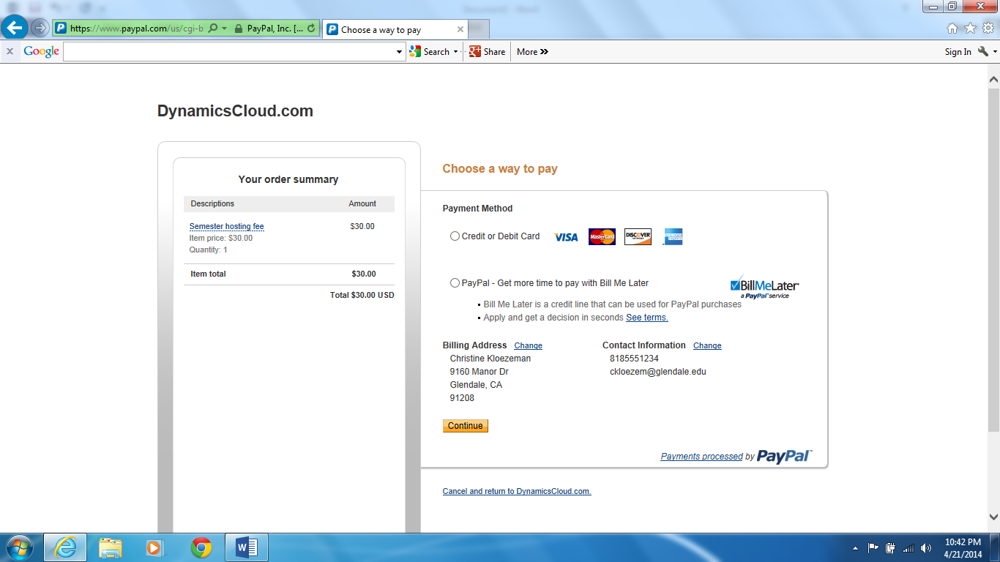 https://www.paypal.com/us/cgi-b
PayPal, Inc. [...
Choose a way to pay
Google
Search
Share
More »
Sign In
DynamicsCloud.com
Your order summary
Descriptions Amount
Semester hosting fee $30.00
Item price: $30.00
Quantity: 1
Item total $30.00
Total $30.00 USD
Choose a way to pay
Payment Method
Credit or Debit Card VISA MasterCard DISCOVER NETWORK AMERICAN EXPRESS
PayPal - Get more time to pay with Bill Me Later
BillMeLater
a PayPal service
Bill Me Later is a credit line that can be used for PayPal purchases
Apply and get a decision in seconds See terms.
Billing Address Change
Christine Kloezeman
9160 Manor Dr
Glendale, CA
91208
Contact Information Change
8185551234
ckloezem@glendale.edu
Continue
Payments processed by PayPal
Cancel and return to DynamicsCloud.com.
10:42 PM
4/21/2014